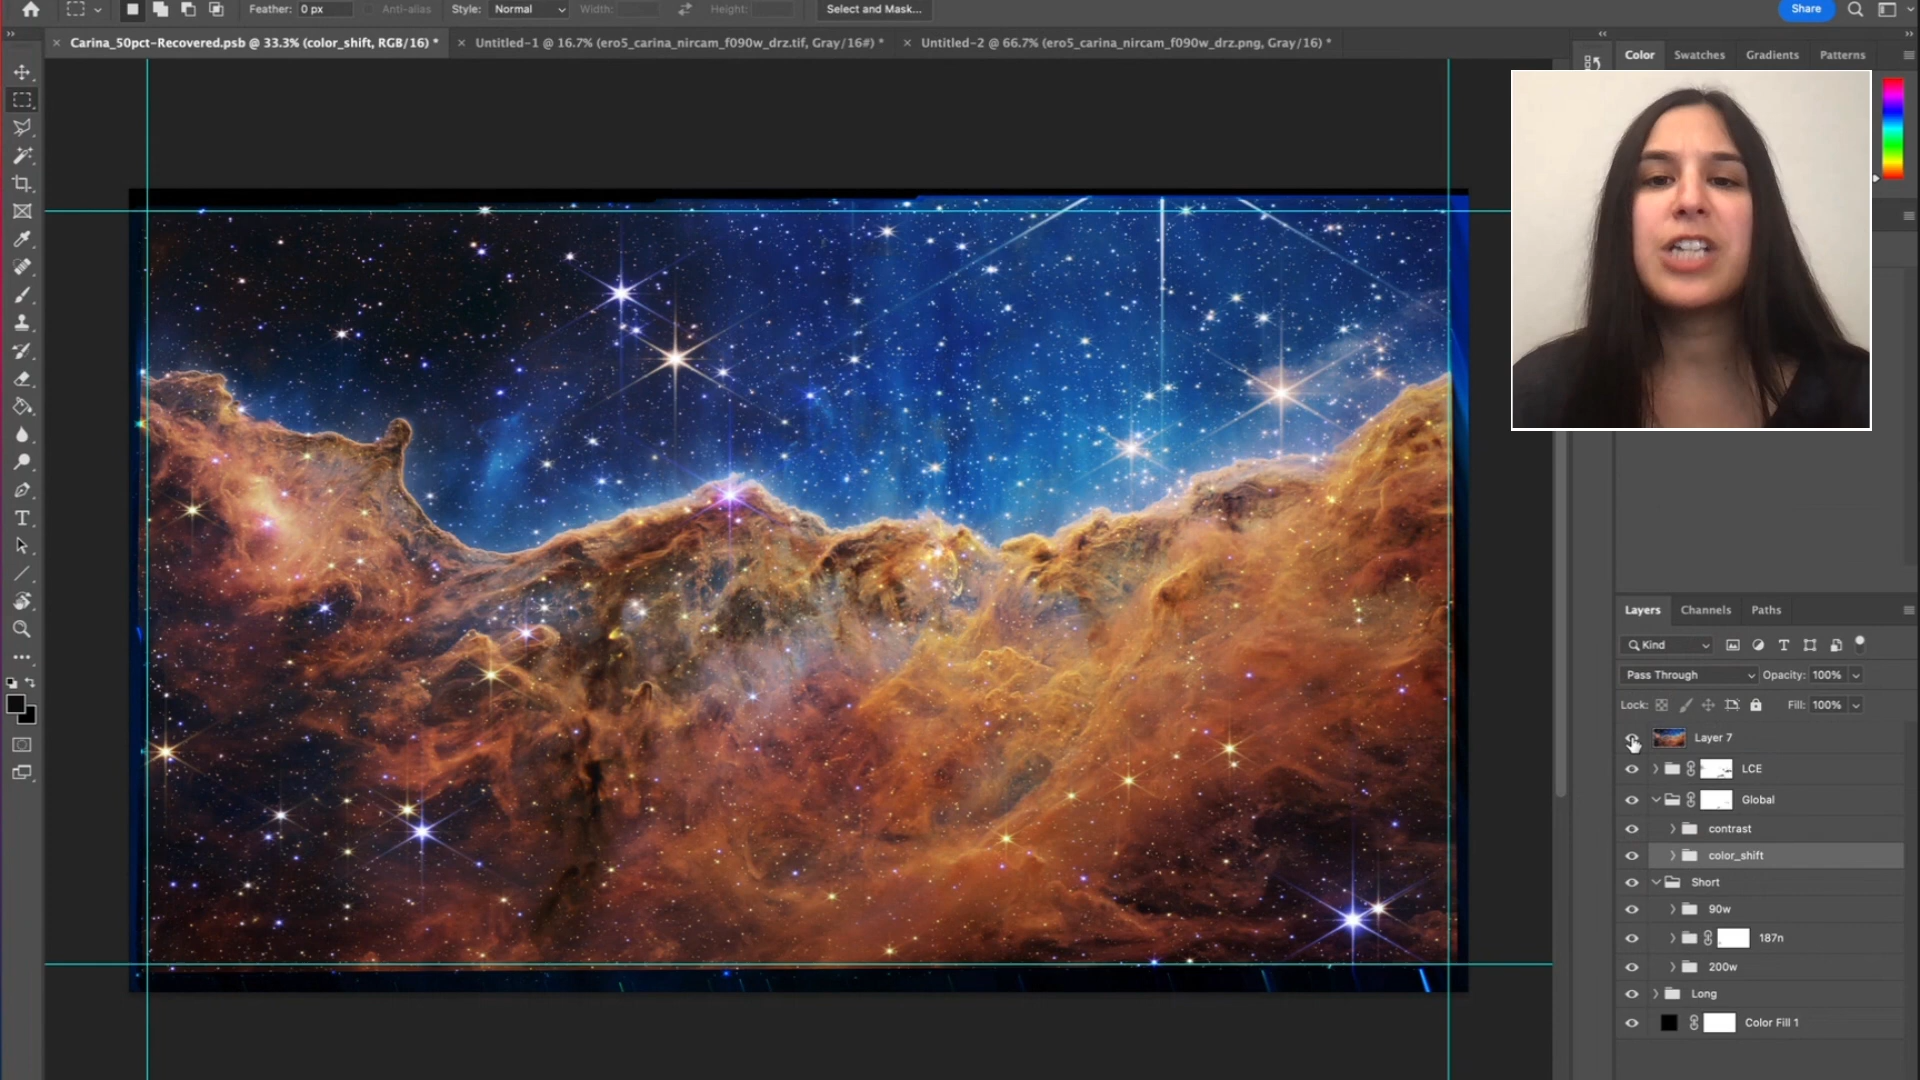 Feather: 0 px Anti-alias Style: Normal Width: Height: Select and Mask... Share
× Carina_50pct-Recovered.psb @ 33.3% (color_shift, RGB/16) * × Untitled-1 @ 16.7% (ero5_carina_nircam_f090w_drz.tif, Gray/16#) * × Untitled-2 @ 66.7% (ero5_carina_nircam_f090w_drz.png, Gray/16) *
Color Swatches Gradients Patterns
Layers Channels Paths
Kind
Pass Through Opacity: 100%
Lock: Fill: 100%
Layer 7
LCE
Global
contrast
color_shift
Short
90w
187n
200w
Long
Color Fill 1